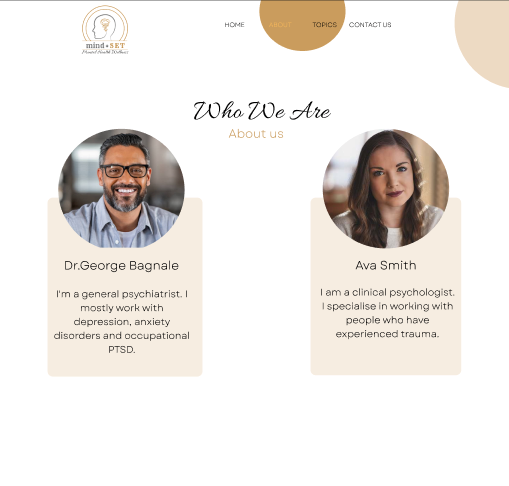 HOME ABOUT TOPICS CONTACT US
mind•SET
Mental Health Wellness
Who We Are
About us
Dr.George Bagnale
I'm a general psychiatrist. I
mostly work with
depression, anxiety
disorders and occupational
PTSD.
Ava Smith
I am a clinical psychologist.
I specialise in working with
people who have
experienced trauma.